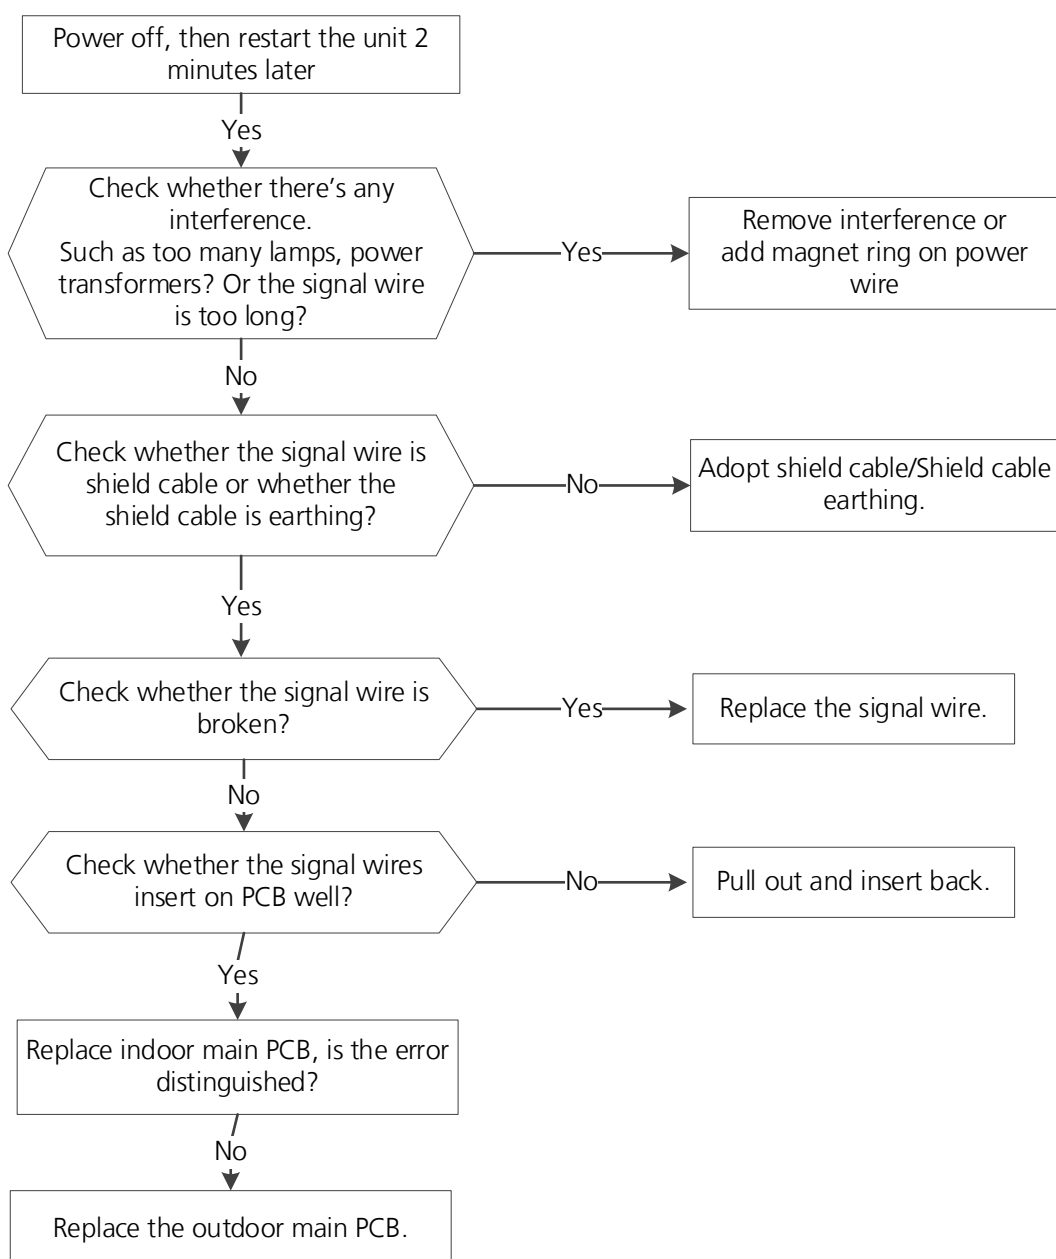 Power off, then restart the unit 2
minutes later
Yes
Check whether there’s any
interference.
Such as too many lamps, power
transformers? Or the signal wire
is too long?
Yes
Remove interference or
add magnet ring on power
wire
No
Check whether the signal wire is
shield cable or whether the
shield cable is earthing?
No
Adopt shield cable/Shield cable
earthing.
Yes
Check whether the signal wire is
broken?
Yes
Replace the signal wire.
No
Check whether the signal wires
insert on PCB well?
No
Pull out and insert back.
Yes
Replace indoor main PCB, is the error
distinguished?
No
Replace the outdoor main PCB.